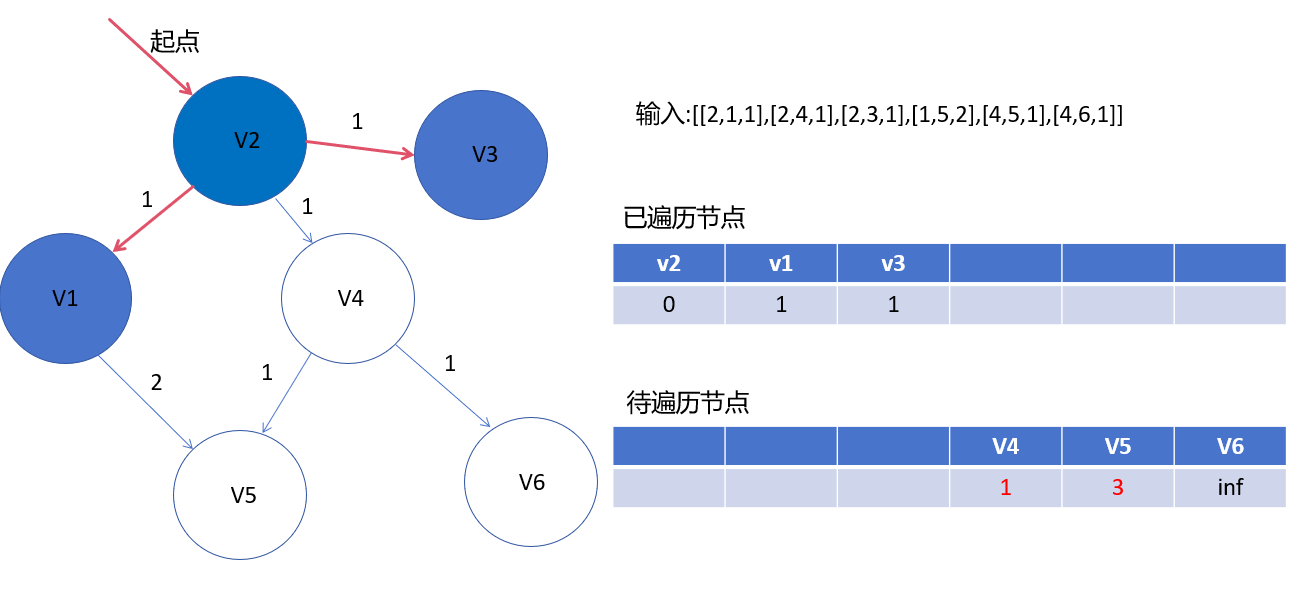 起点
V2
1
V3
1
1
V1
V4
2
1
1
V5
V6
输入:[[2,1,1],[2,4,1],[2,3,1],[1,5,2],[4,5,1],[4,6,1]]
已遍历节点
v2 v1 v3
0 1 1
待遍历节点
V4 V5 V6
1 3 inf